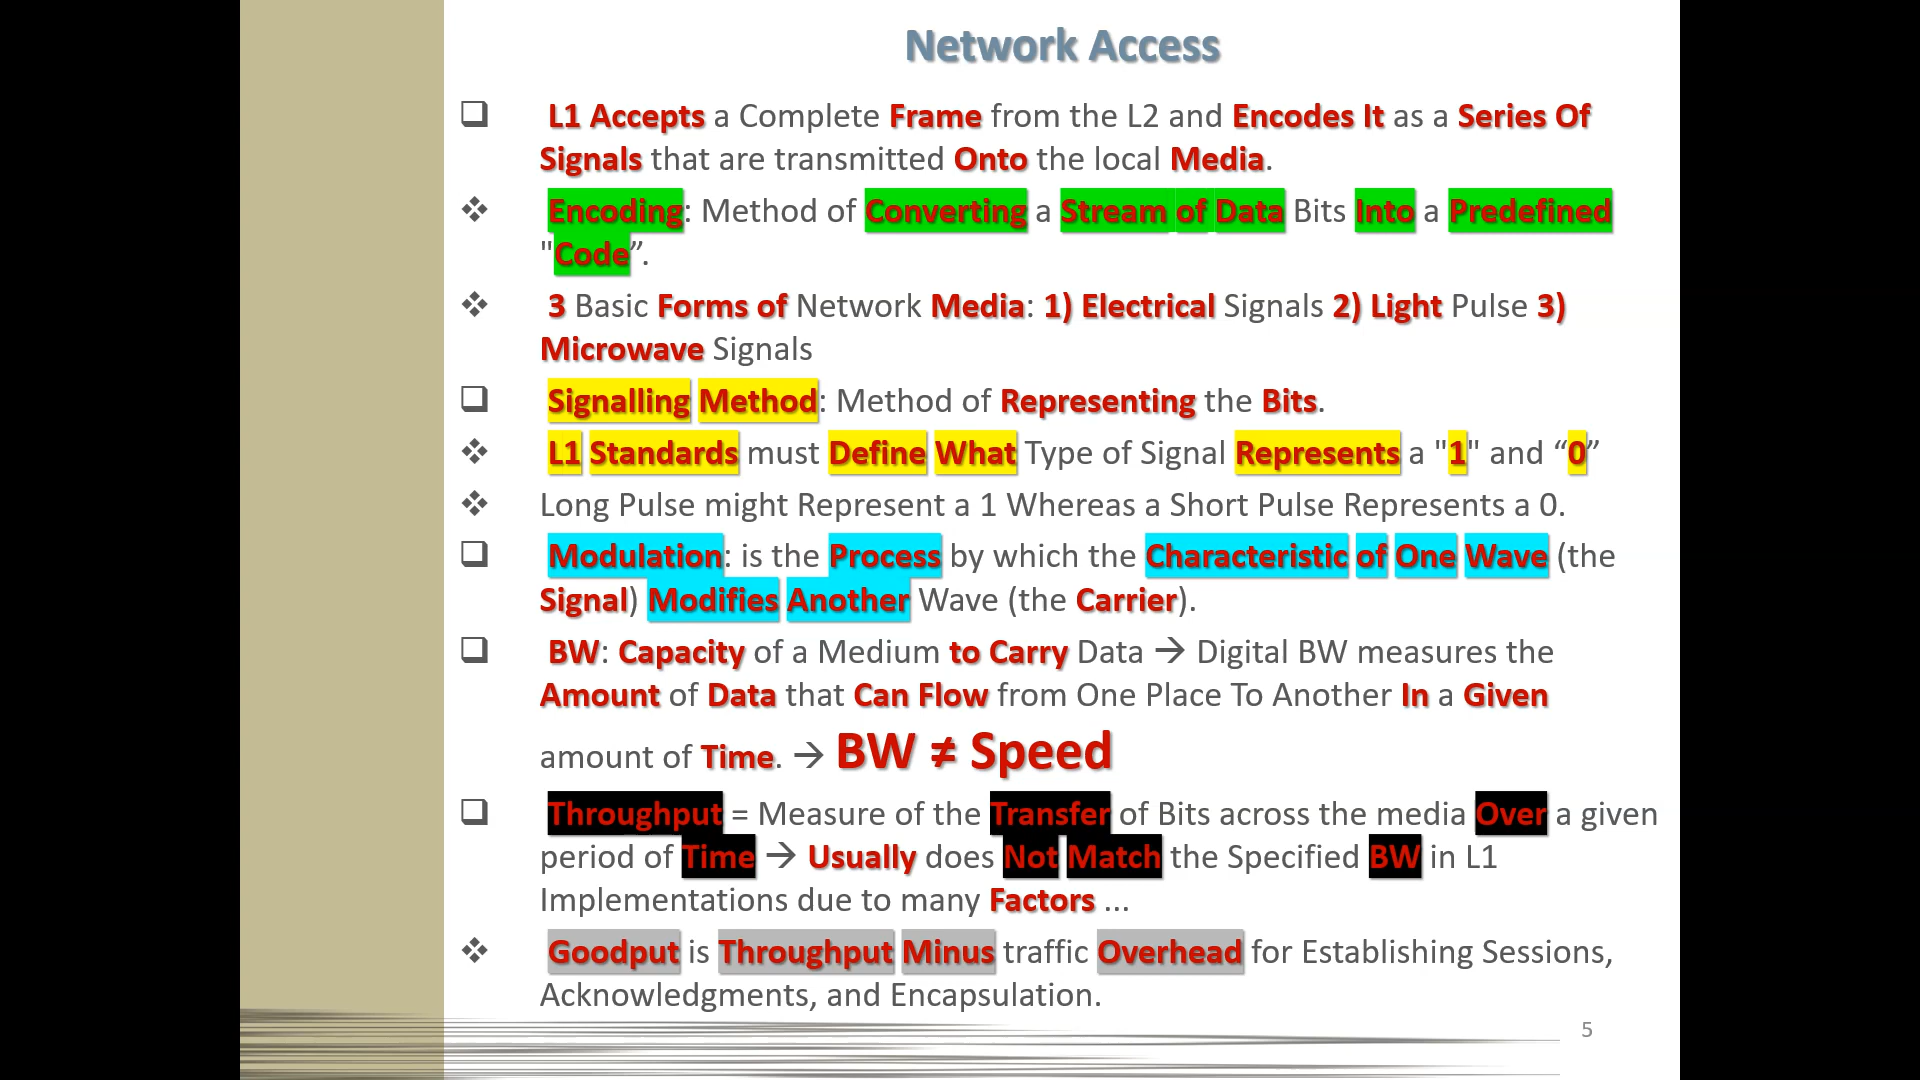 Network Access
❑ L1 Accepts a Complete Frame from the L2 and Encodes It as a Series Of
Signals that are transmitted Onto the local Media.
❖ Encoding: Method of Converting a Stream of Data Bits Into a Predefined
"Code”.
❖ 3 Basic Forms of Network Media: 1) Electrical Signals 2) Light Pulse 3)
Microwave Signals
❑ Signalling Method: Method of Representing the Bits.
❖ L1 Standards must Define What Type of Signal Represents a "1" and “0”
❖ Long Pulse might Represent a 1 Whereas a Short Pulse Represents a 0.
❑ Modulation: is the Process by which the Characteristic of One Wave (the
Signal) Modifies Another Wave (the Carrier).
❑ BW: Capacity of a Medium to Carry Data → Digital BW measures the
Amount of Data that Can Flow from One Place To Another In a Given
amount of Time. → BW ≠ Speed
❑ Throughput = Measure of the Transfer of Bits across the media Over a given
period of Time → Usually does Not Match the Specified BW in L1
Implementations due to many Factors ...
❖ Goodput is Throughput Minus traffic Overhead for Establishing Sessions,
Acknowledgments, and Encapsulation.
5